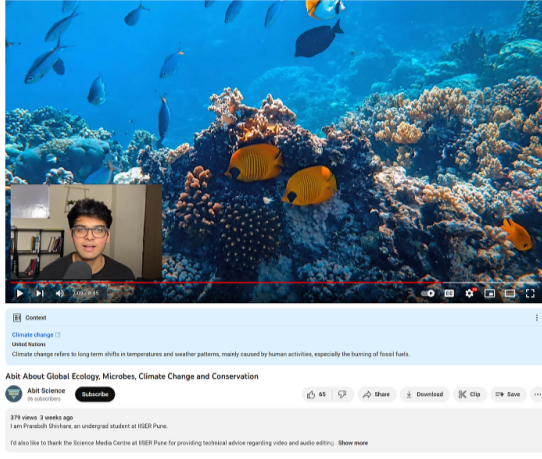 Context
Climate change
United Nations
Climate change refers to long-term shifts in temperatures and weather patterns, mainly caused by human activities, especially the burning of fossil fuels.
Abit About Global Ecology, Microbes, Climate Change and Conservation
Abit Science
subscribers
Subscribe
65
Share
Download
Clip
Save
379 views 3 weeks ago
I am Prarabdh Shivhare, an undergrad student at IISER Pune.
I'd also like to thank the Science Media Centre at IISER Pune for providing technical advice regarding video and audio editing. Show more